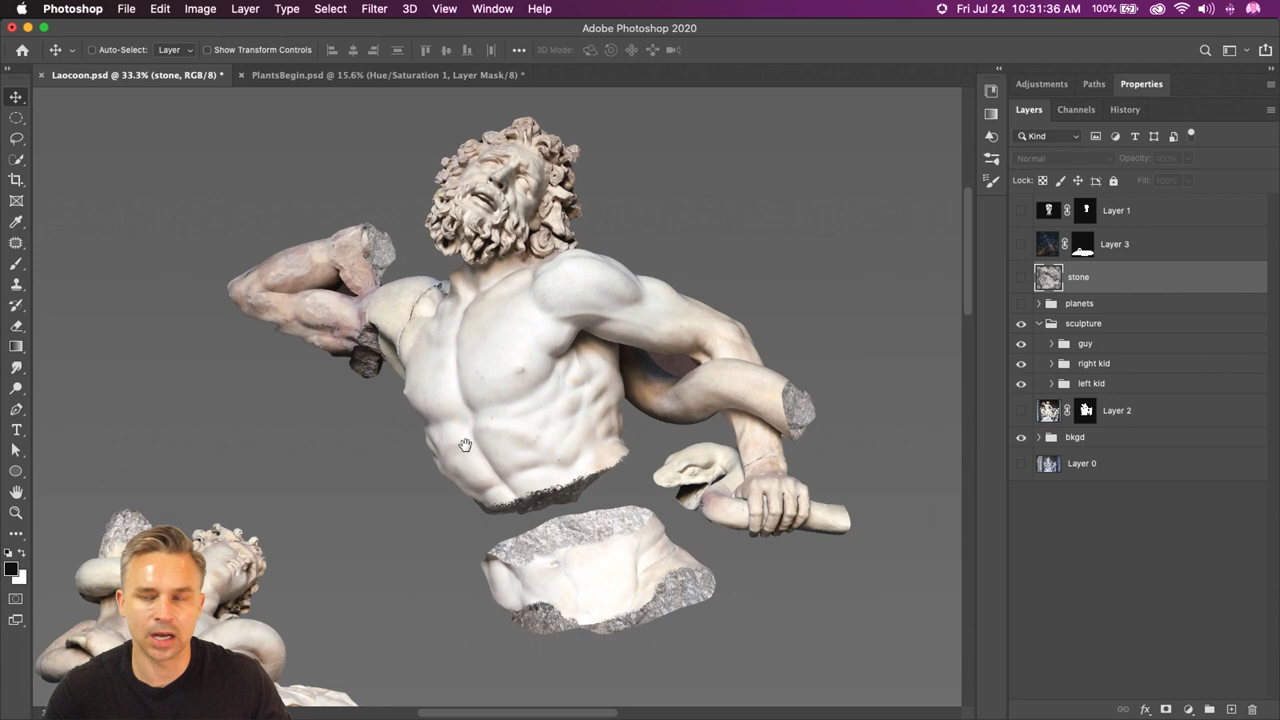 Photoshop File Edit Image Layer Type Select Filter 3D View Window Help 100% Fri Jul 24 10:31:36 AM
Adobe Photoshop 2020
Auto-Select: Layer Show Transform Controls 3D Mode:
Laocoon.psd @ 33.3% (stone, RGB/8) * PlantsBegin.psd @ 15.6% (Hue/Saturation 1, Layer Mask/8) *
Adjustments Paths Properties
Layers Channels History
Kind
Normal Opacity: 100%
Lock: Fill: 100%
Layer 1
Layer 3
stone
planets
sculpture
guy
right kid
left kid
Layer 2
bkgd
Layer 0